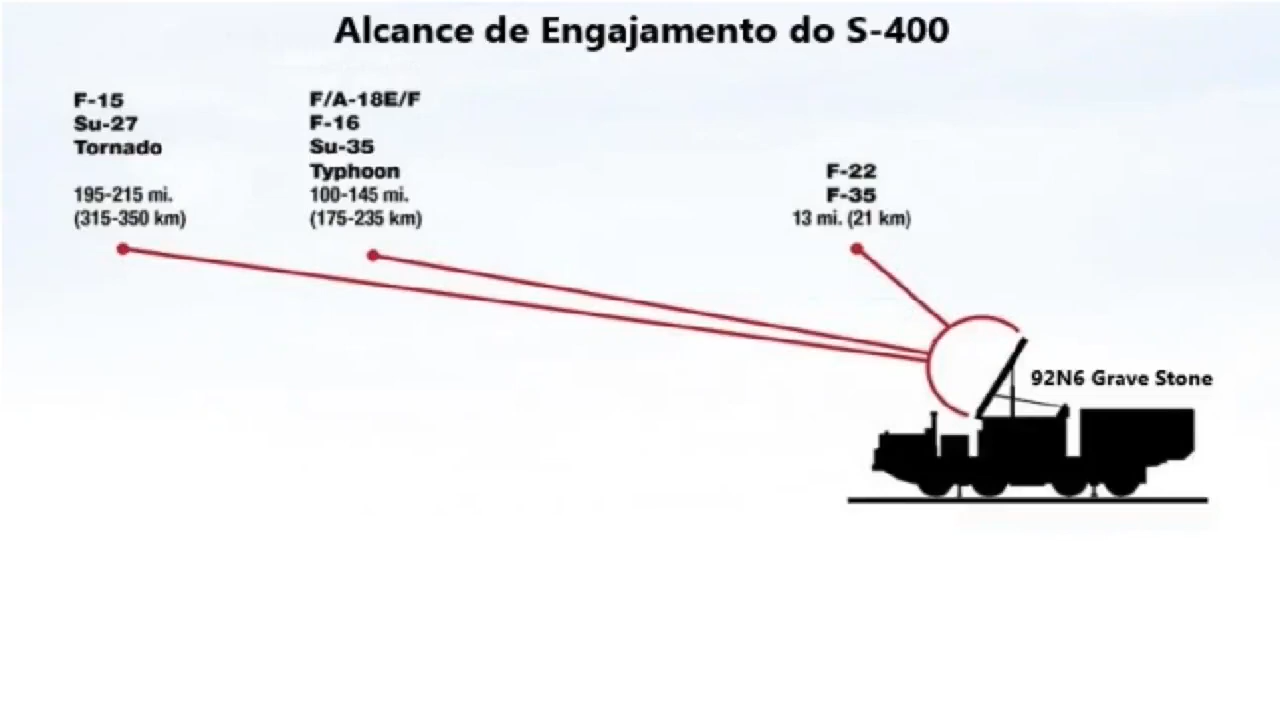 Alcance de Engajamento do S-400
F-15
Su-27
Tornado
195-215 mi.
(315-350 km)
F/A-18E/F
F-16
Su-35
Typhoon
100-145 mi.
(175-235 km)
F-22
F-35
13 mi. (21 km)
92N6 Grave Stone